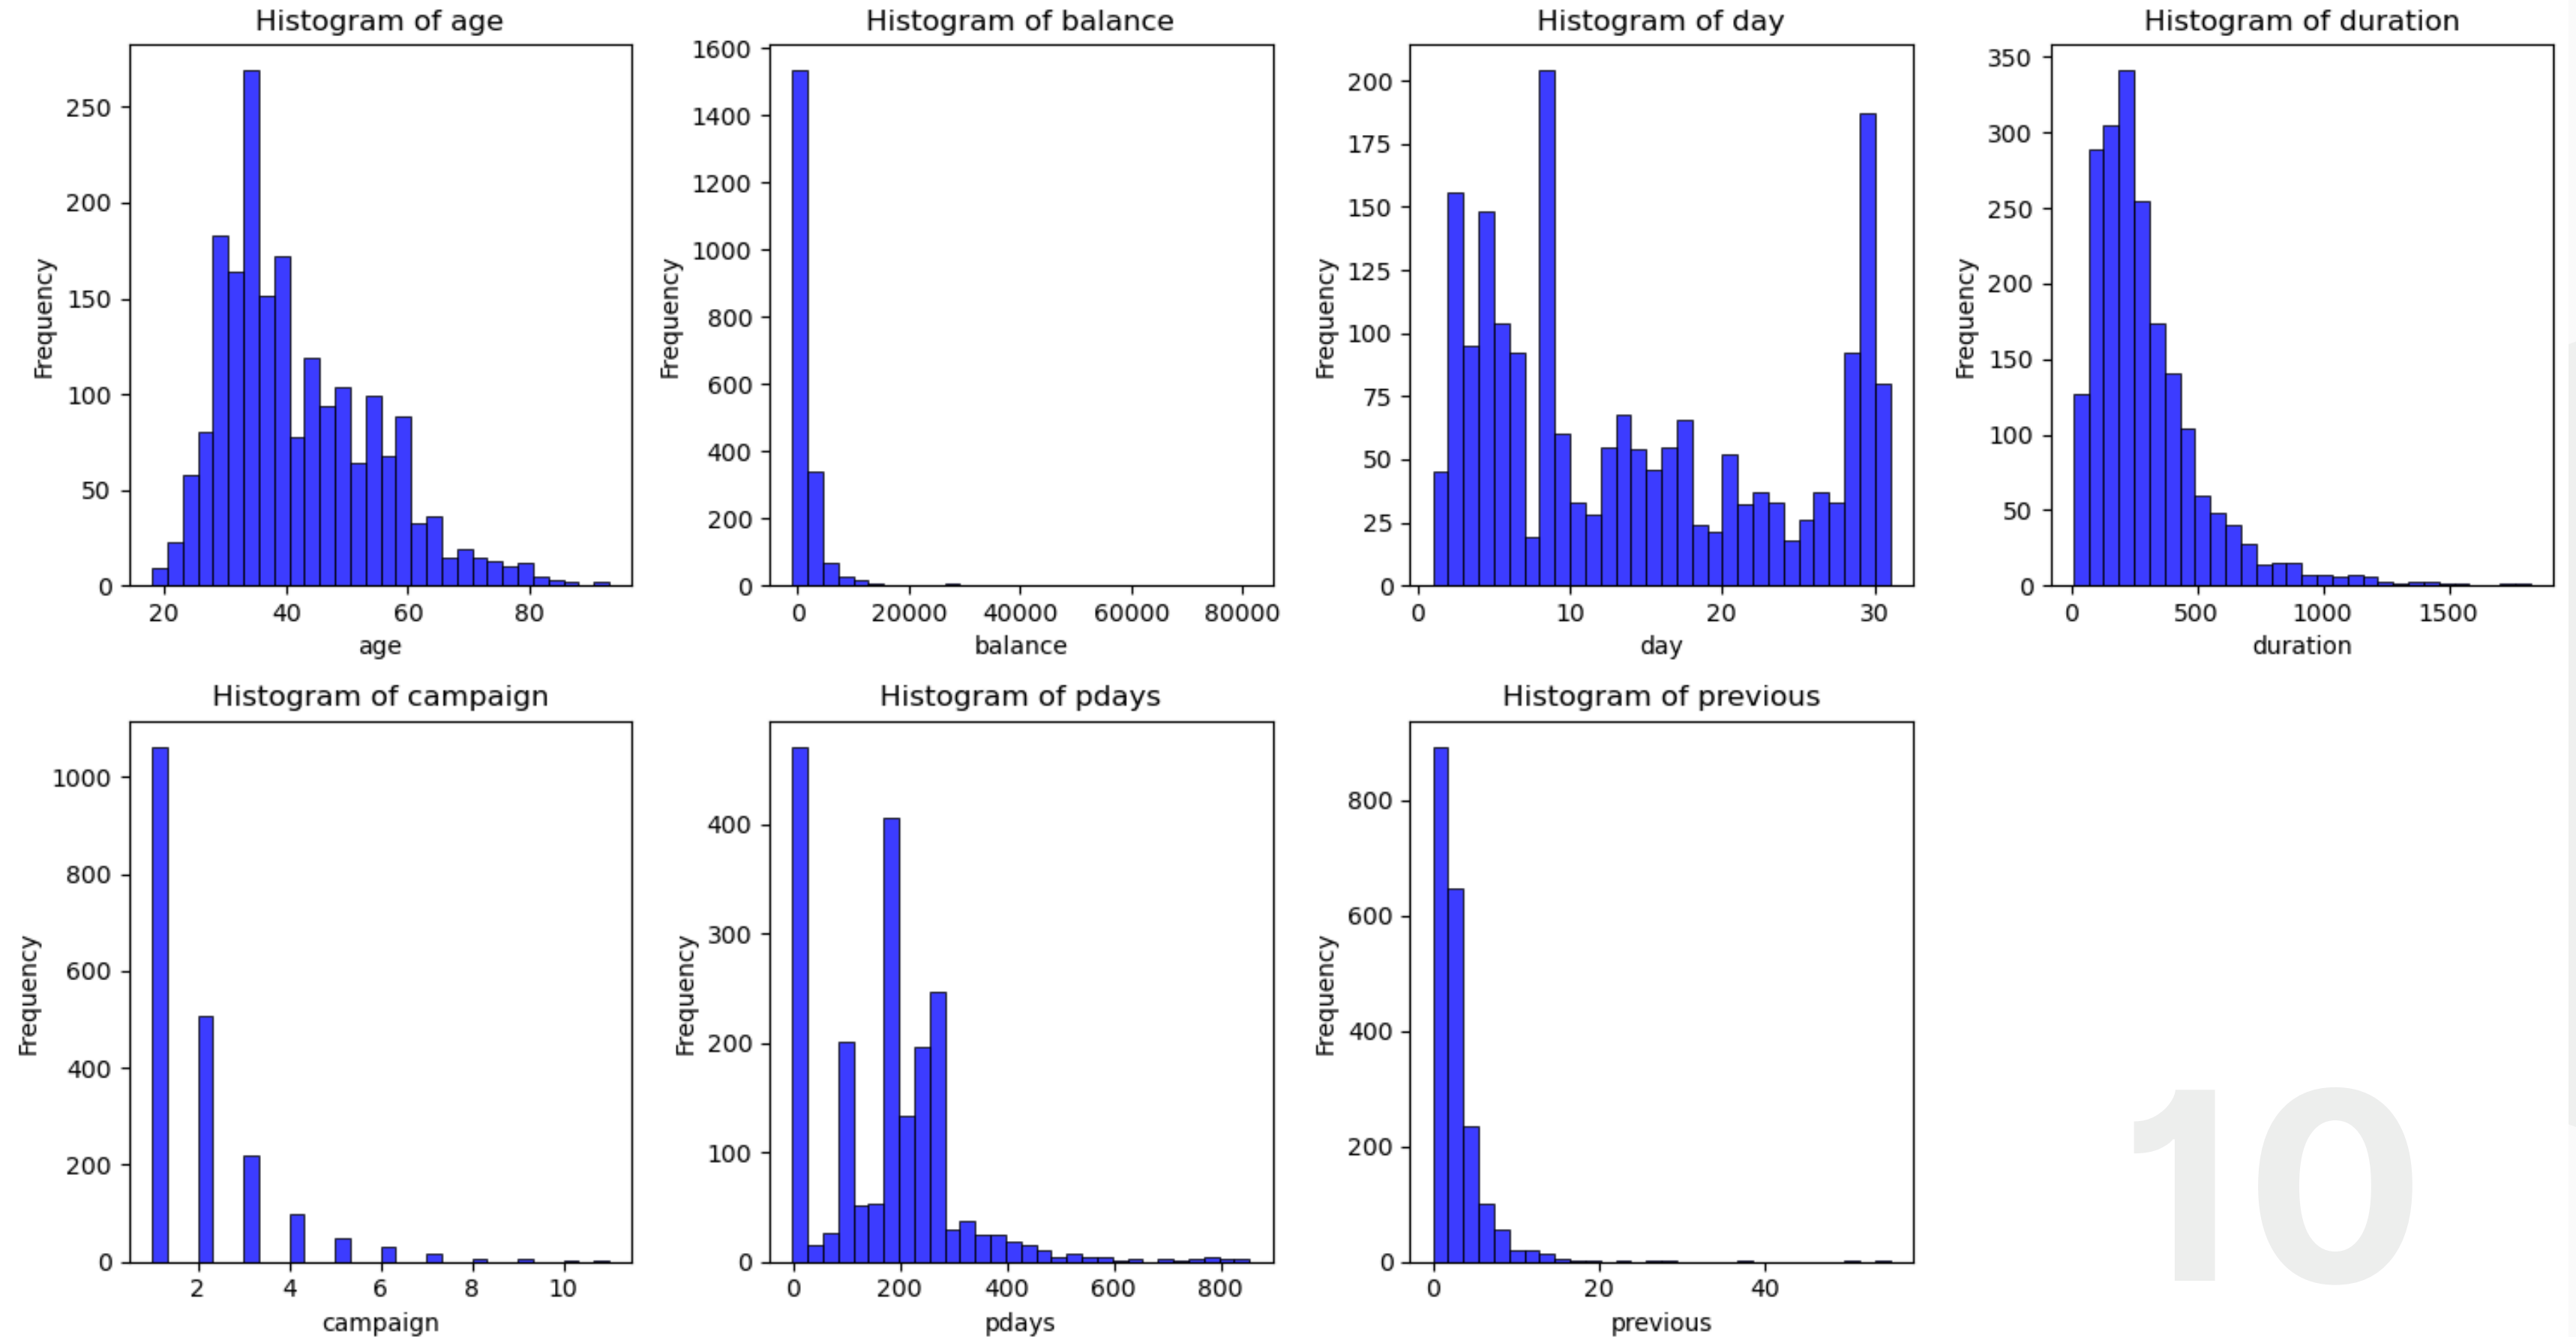 Histogram of age
Histogram of balance
Histogram of day
Histogram of duration
Frequency
250
200
150
100
50
0
20 40 60 80
age
Frequency
1600
1400
1200
1000
800
600
400
200
0
0 20000 40000 60000 80000
balance
Frequency
200
175
150
125
100
75
50
25
0
0 10 20 30
day
Frequency
350
300
250
200
150
100
50
0
0 500 1000 1500
duration
Histogram of campaign
Histogram of pdays
Histogram of previous
Frequency
1000
800
600
400
200
0
2 4 6 8 10
campaign
Frequency
400
300
200
100
0
0 200 400 600 800
pdays
Frequency
800
600
400
200
0
0 20 40
previous
10